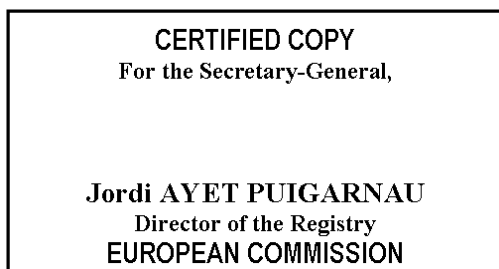 CERTIFIED COPY
For the Secretary-General,
Jordi AYET PUIGARNAU
Director of the Registry
EUROPEAN COMMISSION